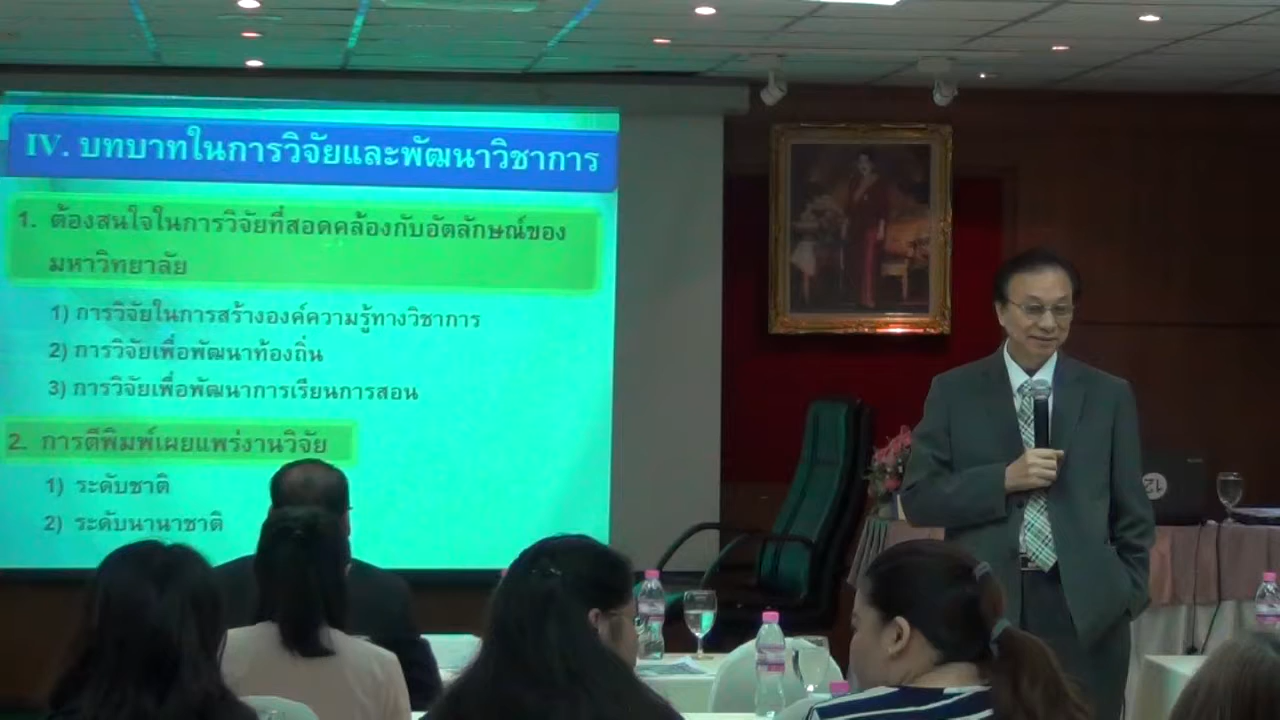 IV. บทบาทในการวิจัยและพัฒนาวิชาการ
1. ต้องสนใจในการวิจัยที่สอดคล้องกับอัตลักษณ์ของ
มหาวิทยาลัย
1) การวิจัยในการสร้างองค์ความรู้ทางวิชาการ
2) การวิจัยเพื่อพัฒนาท้องถิ่น
3) การวิจัยเพื่อพัฒนาการเรียนการสอน
2. การตีพิมพ์เผยแพร่งานวิจัย
1) ระดับชาติ
2) ระดับนานาชาติ
12